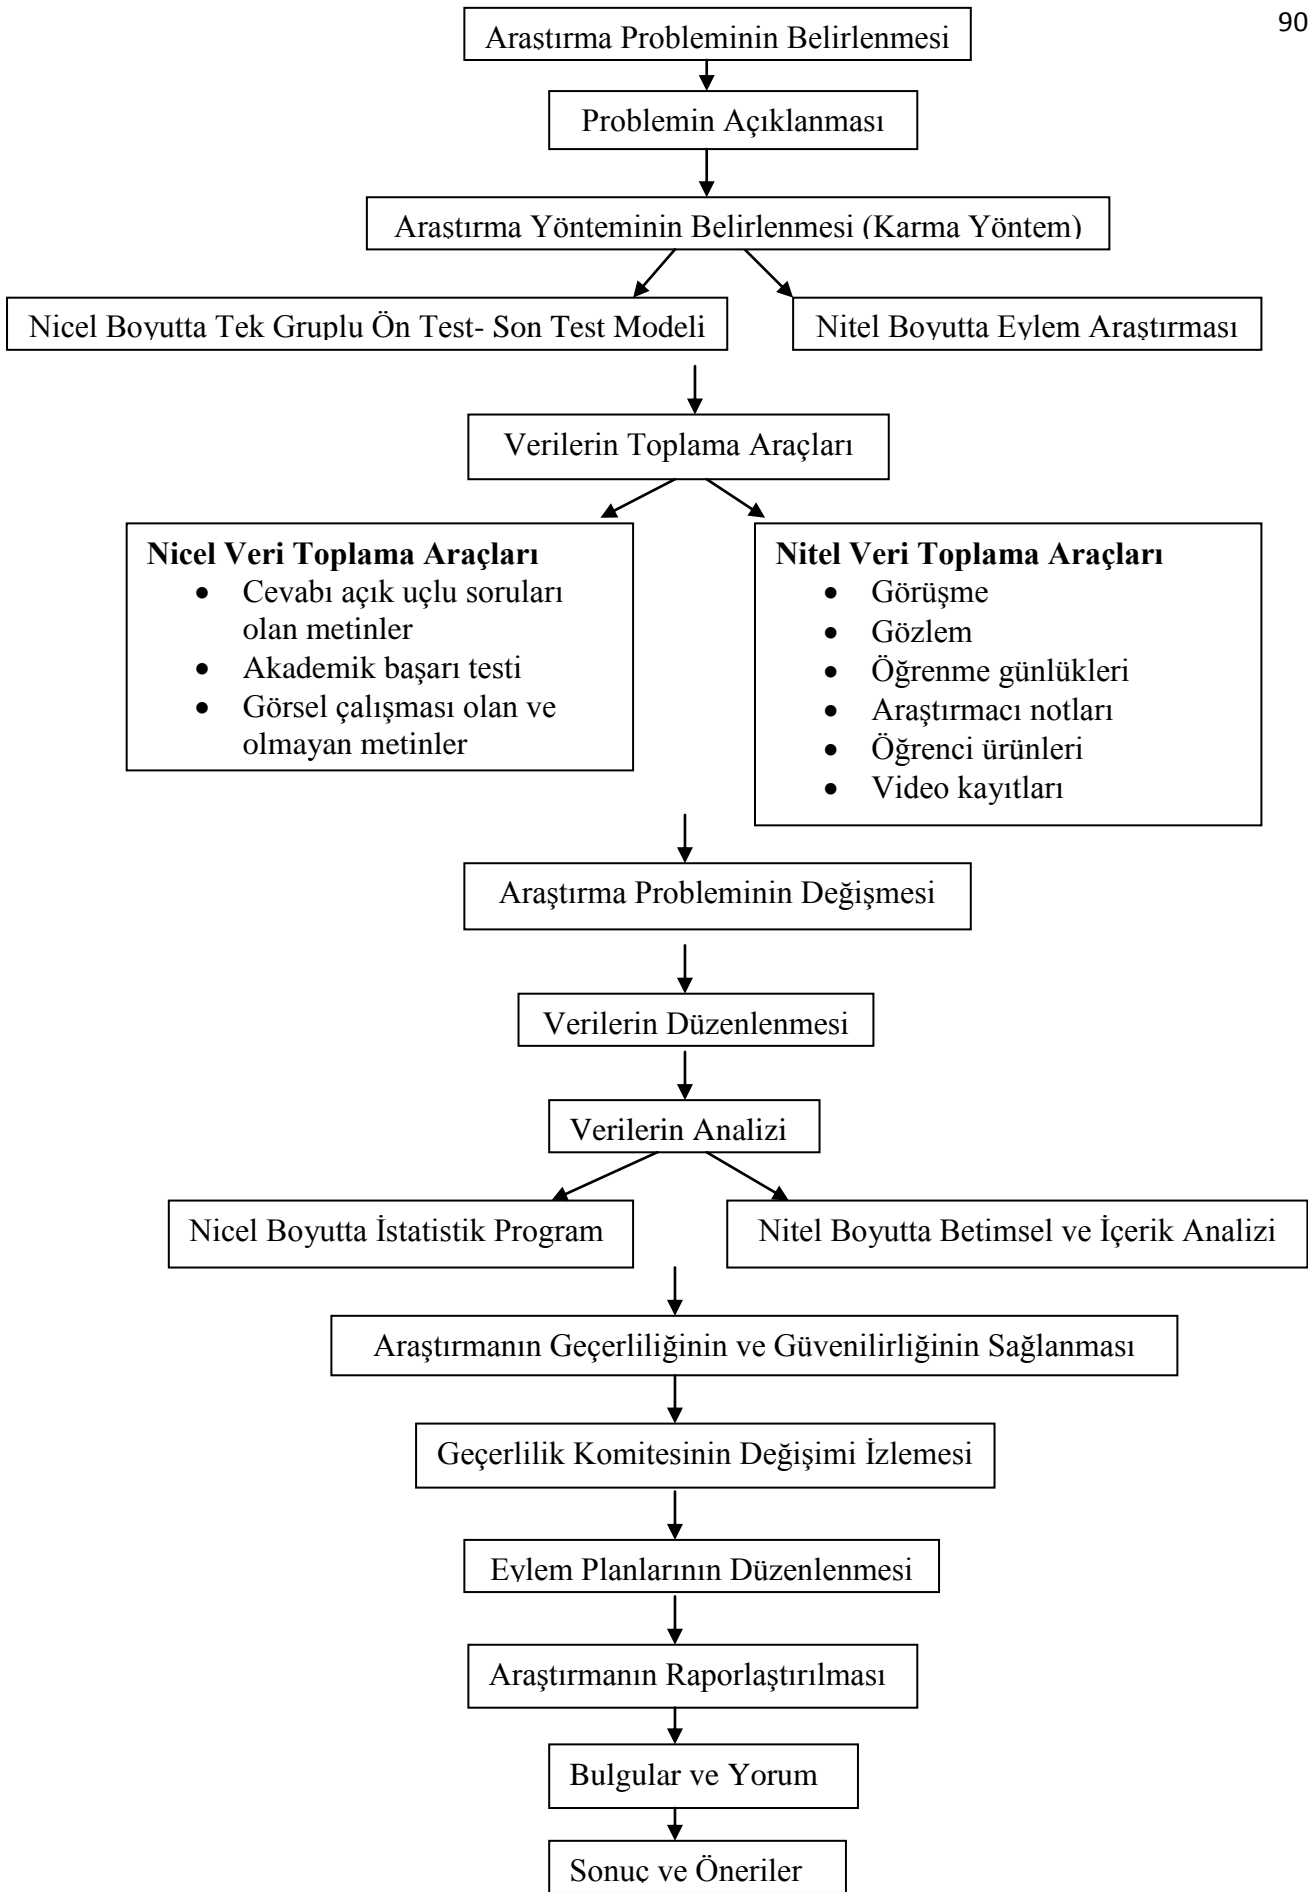 90
Araştırma Probleminin Belirlenmesi
Problemin Açıklanması
Araştırma Yönteminin Belirlenmesi (Karma Yöntem)
Nicel Boyutta Tek Gruplu Ön Test- Son Test Modeli
Nitel Boyutta Eylem Araştırması
Verilerin Toplama Araçları
Nicel Veri Toplama Araçları
• Cevabı açık uçlu soruları
olan metinler
• Akademik başarı testi
• Görsel çalışması olan ve
olmayan metinler
Nitel Veri Toplama Araçları
• Görüşme
• Gözlem
• Öğrenme günlükleri
• Araştırmacı notları
• Öğrenci ürünleri
• Video kayıtları
Araştırma Probleminin Değişmesi
Verilerin Düzenlenmesi
Verilerin Analizi
Nicel Boyutta İstatistik Program
Nitel Boyutta Betimsel ve İçerik Analizi
Araştırmanın Geçerliliğinin ve Güvenilirliğinin Sağlanması
Geçerlilik Komitesinin Değişimi İzlemesi
Eylem Planlarının Düzenlenmesi
Araştırmanın Raporlaştırılması
Bulgular ve Yorum
Sonuç ve Öneriler